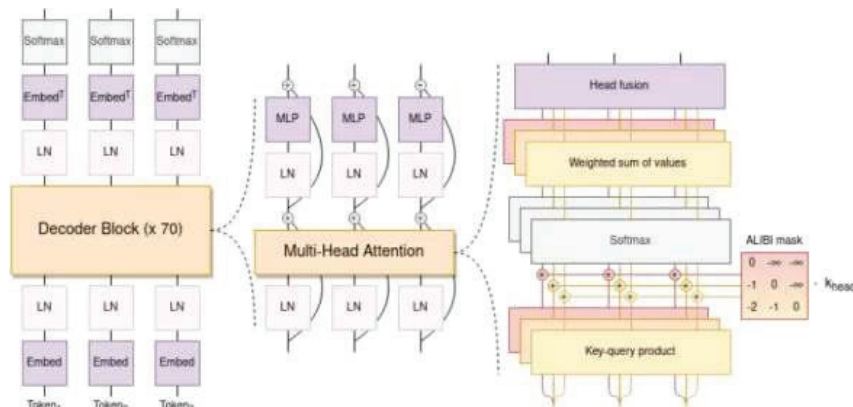 Softmax Softmax Softmax
Embed^T Embed^T Embed^T
LN LN LN
Decoder Block (x 70)
LN LN LN
Embed Embed Embed
MLP MLP MLP
LN LN LN
Multi-Head Attention
LN LN LN
Head fusion
Weighted sum of values
Softmax
Key-query product
ALIBI mask
0 -∞ -∞
-1 0 -∞
-2 -1 0
· k_head